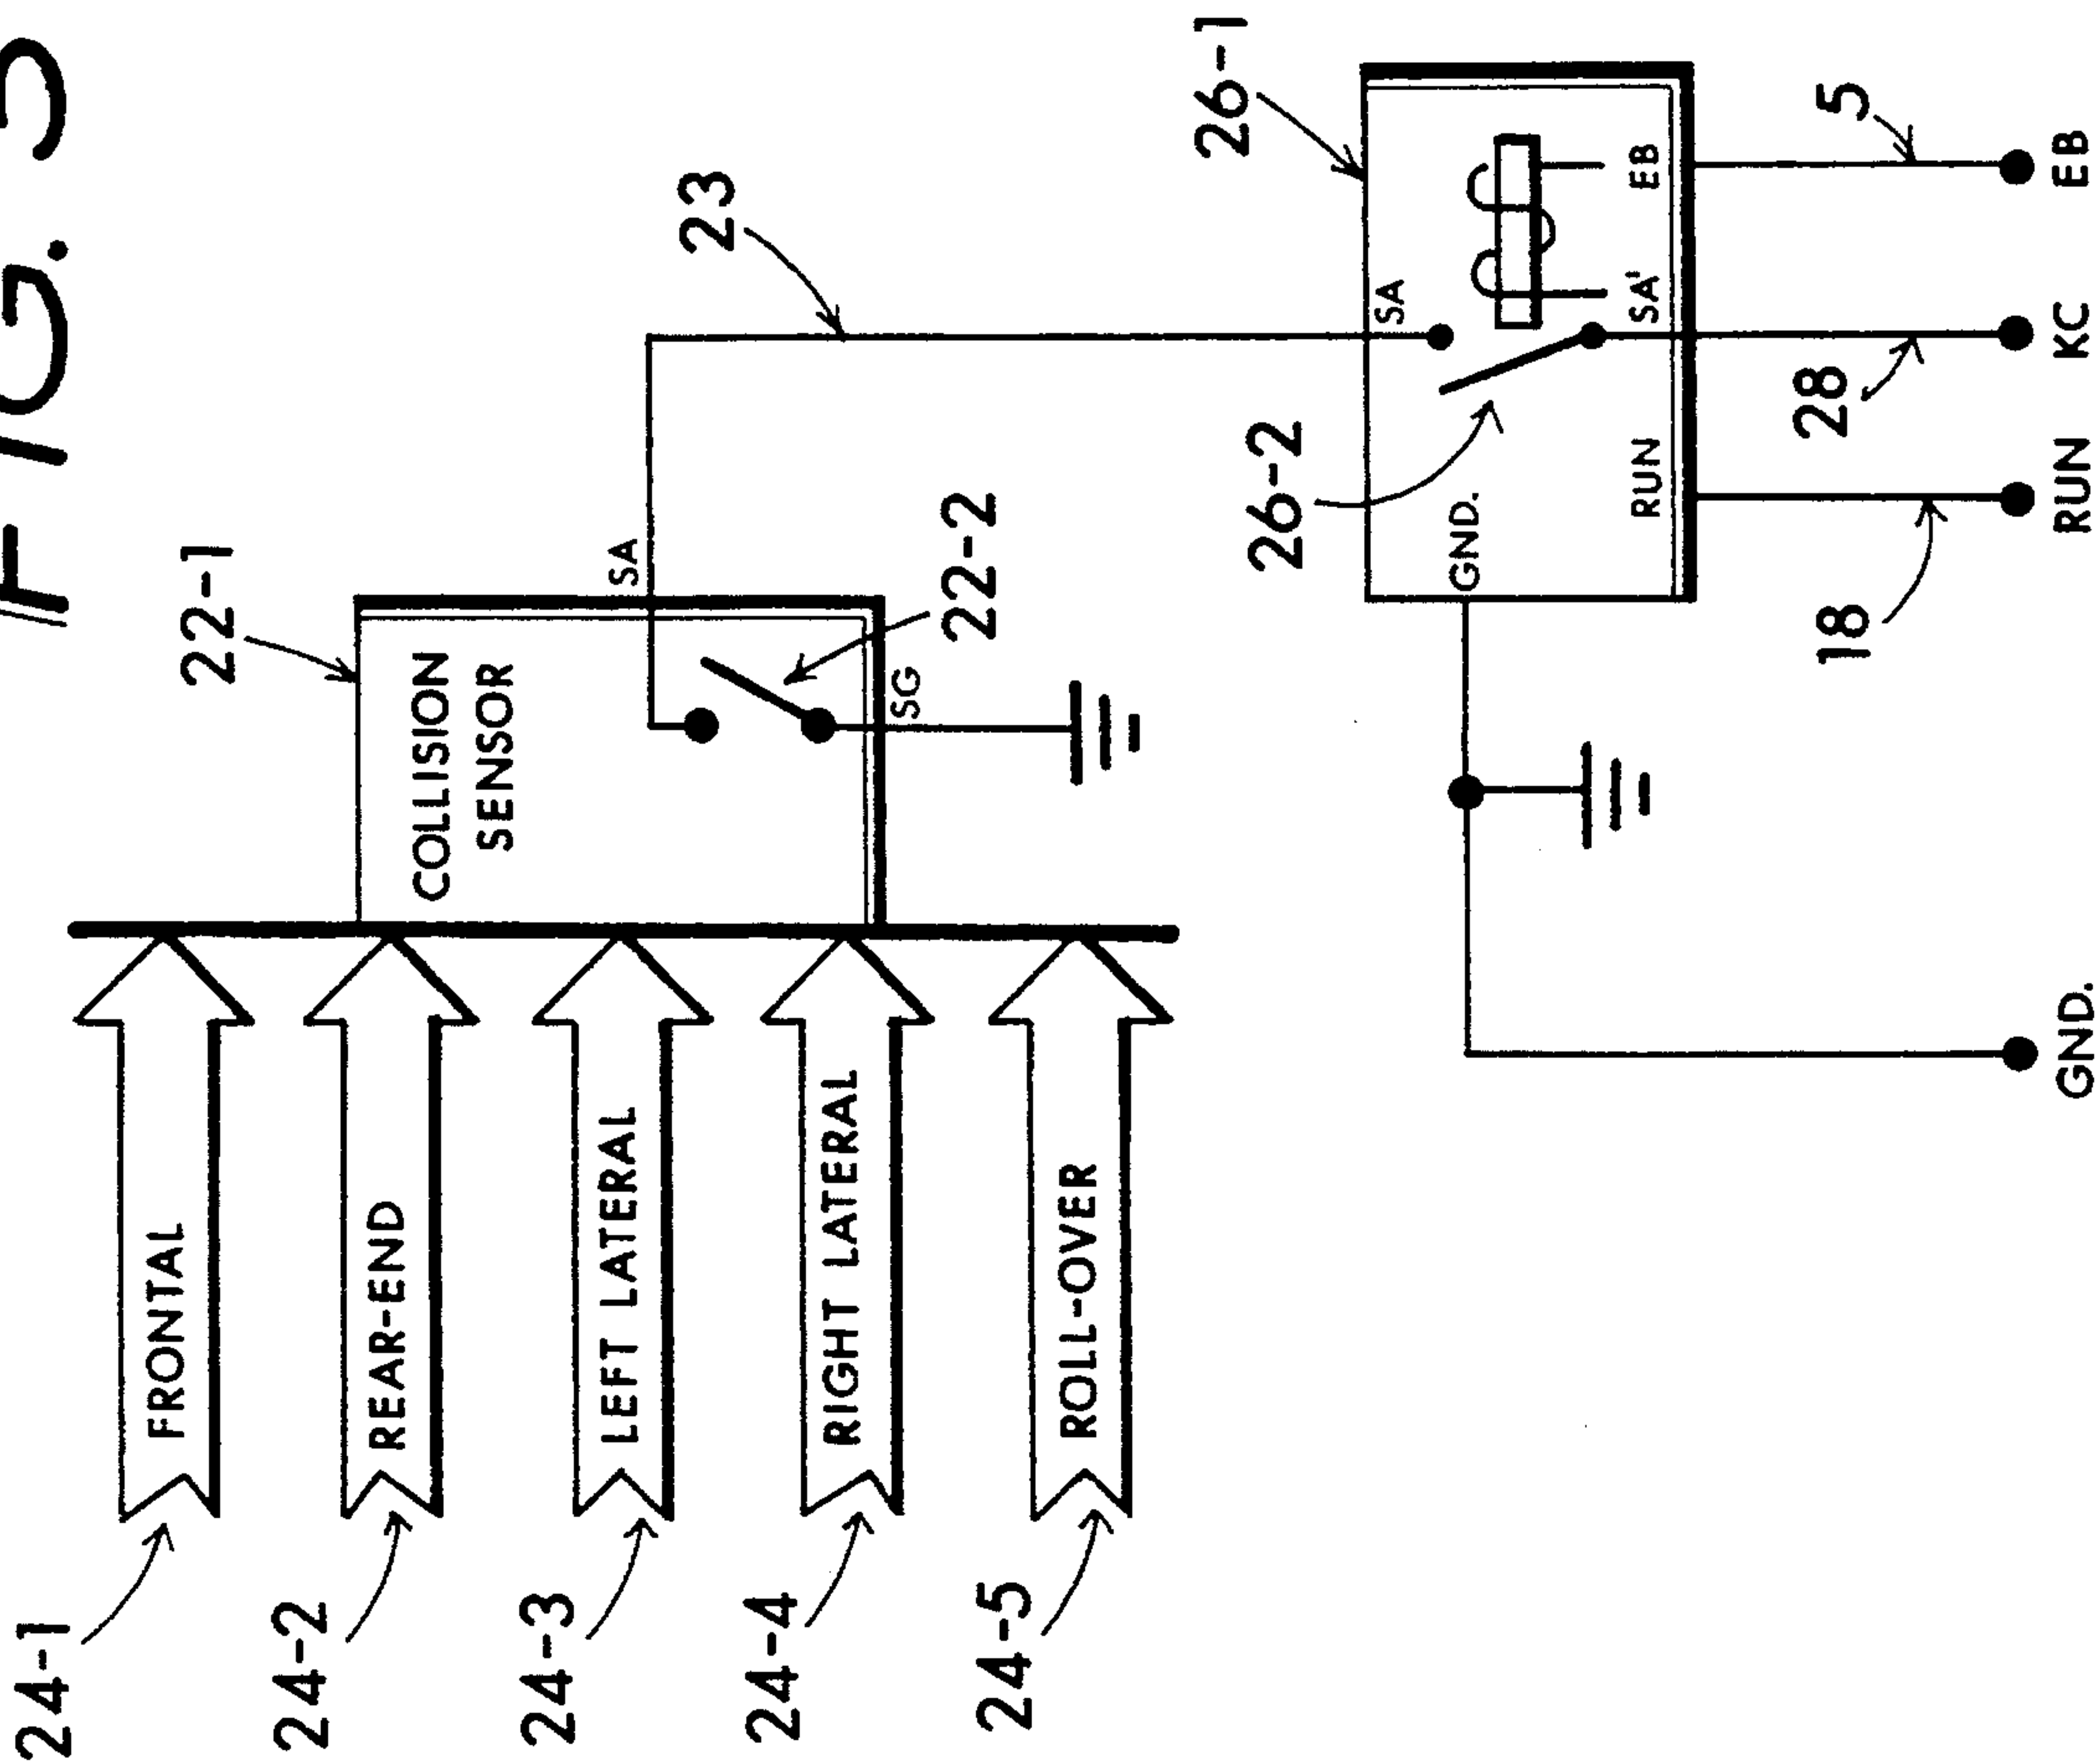 FIG.
24-1
FRONTAL
22-1
24-2
REAR-END
COLLISION
SENSOR
24-3
LEFT LATERAL
SA
23
24-4
RIGHT LATERAL
SG
22-2
24-5
ROLL-OVER
26-1
26-2
SA
GND.
RUN
SA'
EB
18
28
5
GND.
RUN
KC
EB